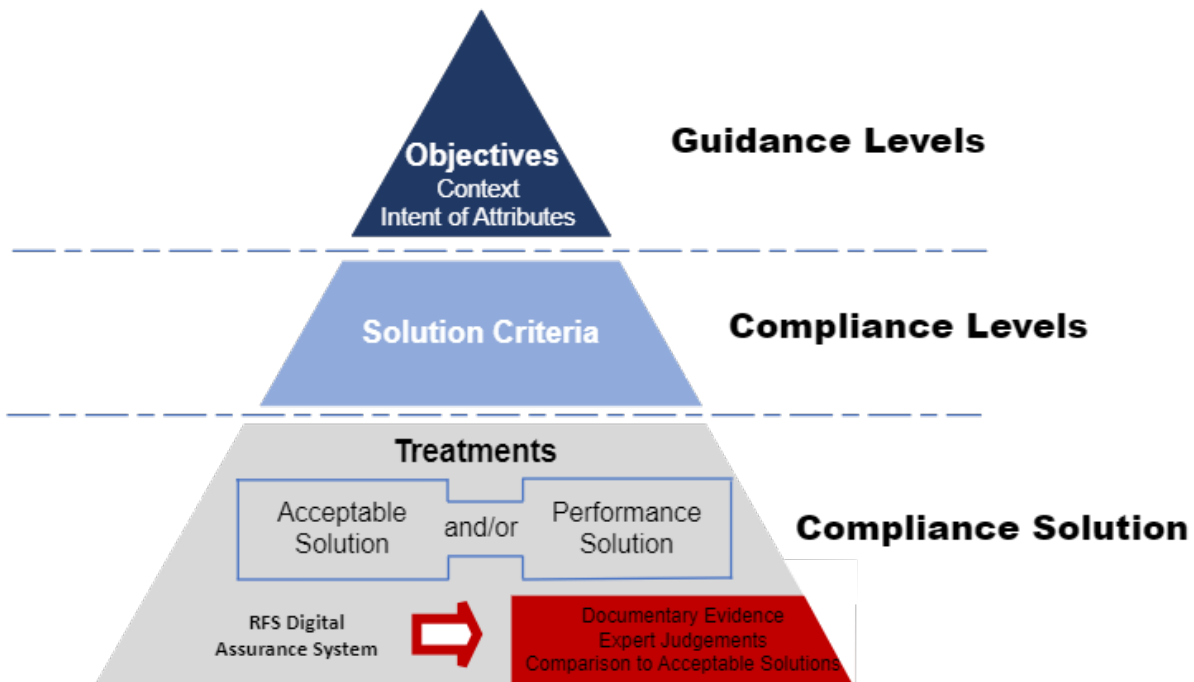 Objectives
Context
Intent of Attributes
Guidance Levels
Solution Criteria
Compliance Levels
Treatments
Acceptable
Solution
and/or
Performance
Solution
Compliance Solution
RFS Digital
Assurance System
Documentary Evidence
Expert Judgements
Comparison to Acceptable Solutions